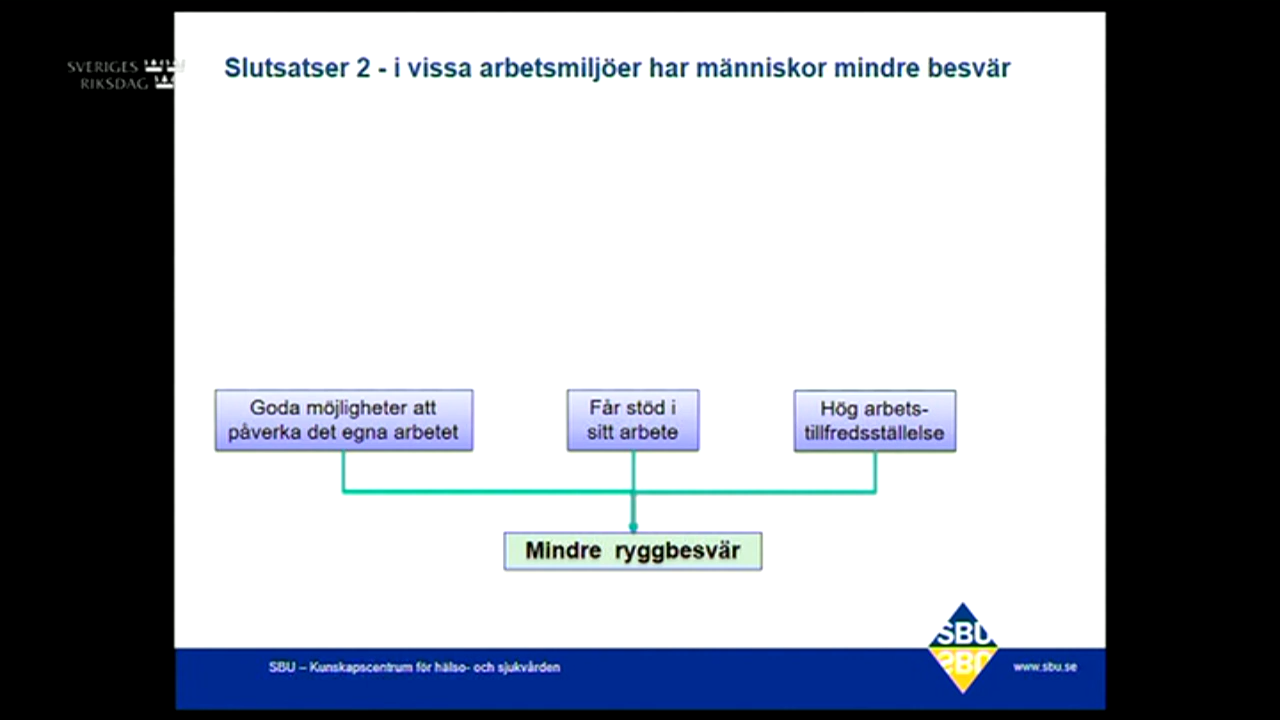 SVERIGES
RIKSDAG
Slutsatser 2 - i vissa arbetsmiljöer har människor mindre besvär
Goda möjligheter att
påverka det egna arbetet
Får stöd i
sitt arbete
Hög arbets-
tillfredsställelse
Mindre ryggbesvär
SBU – Kunskapscentrum för hälso- och sjukvården
SBU
SBU
www.sbu.se